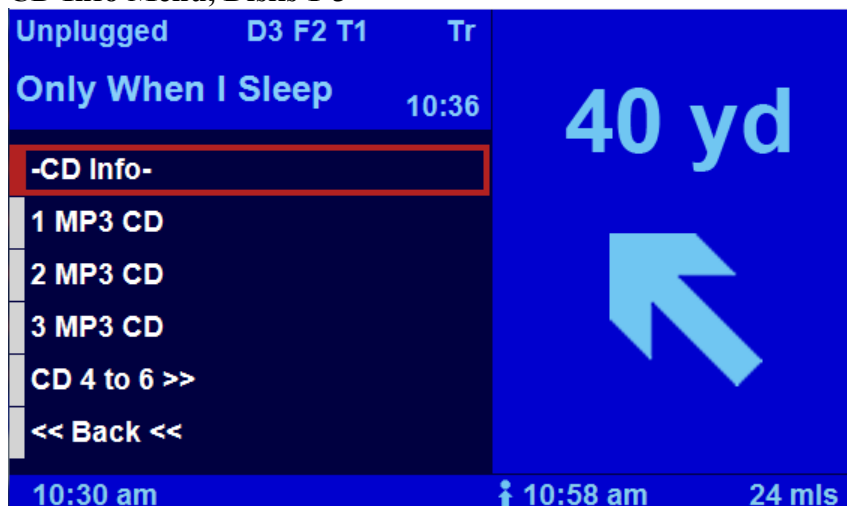 Unplugged D3 F2 T1 Tr
Only When I Sleep 10:36
40 yd
-CD Info-
1 MP3 CD
2 MP3 CD
3 MP3 CD
CD 4 to 6 >>
<< Back <<
10:30 am 10:58 am 24 mls